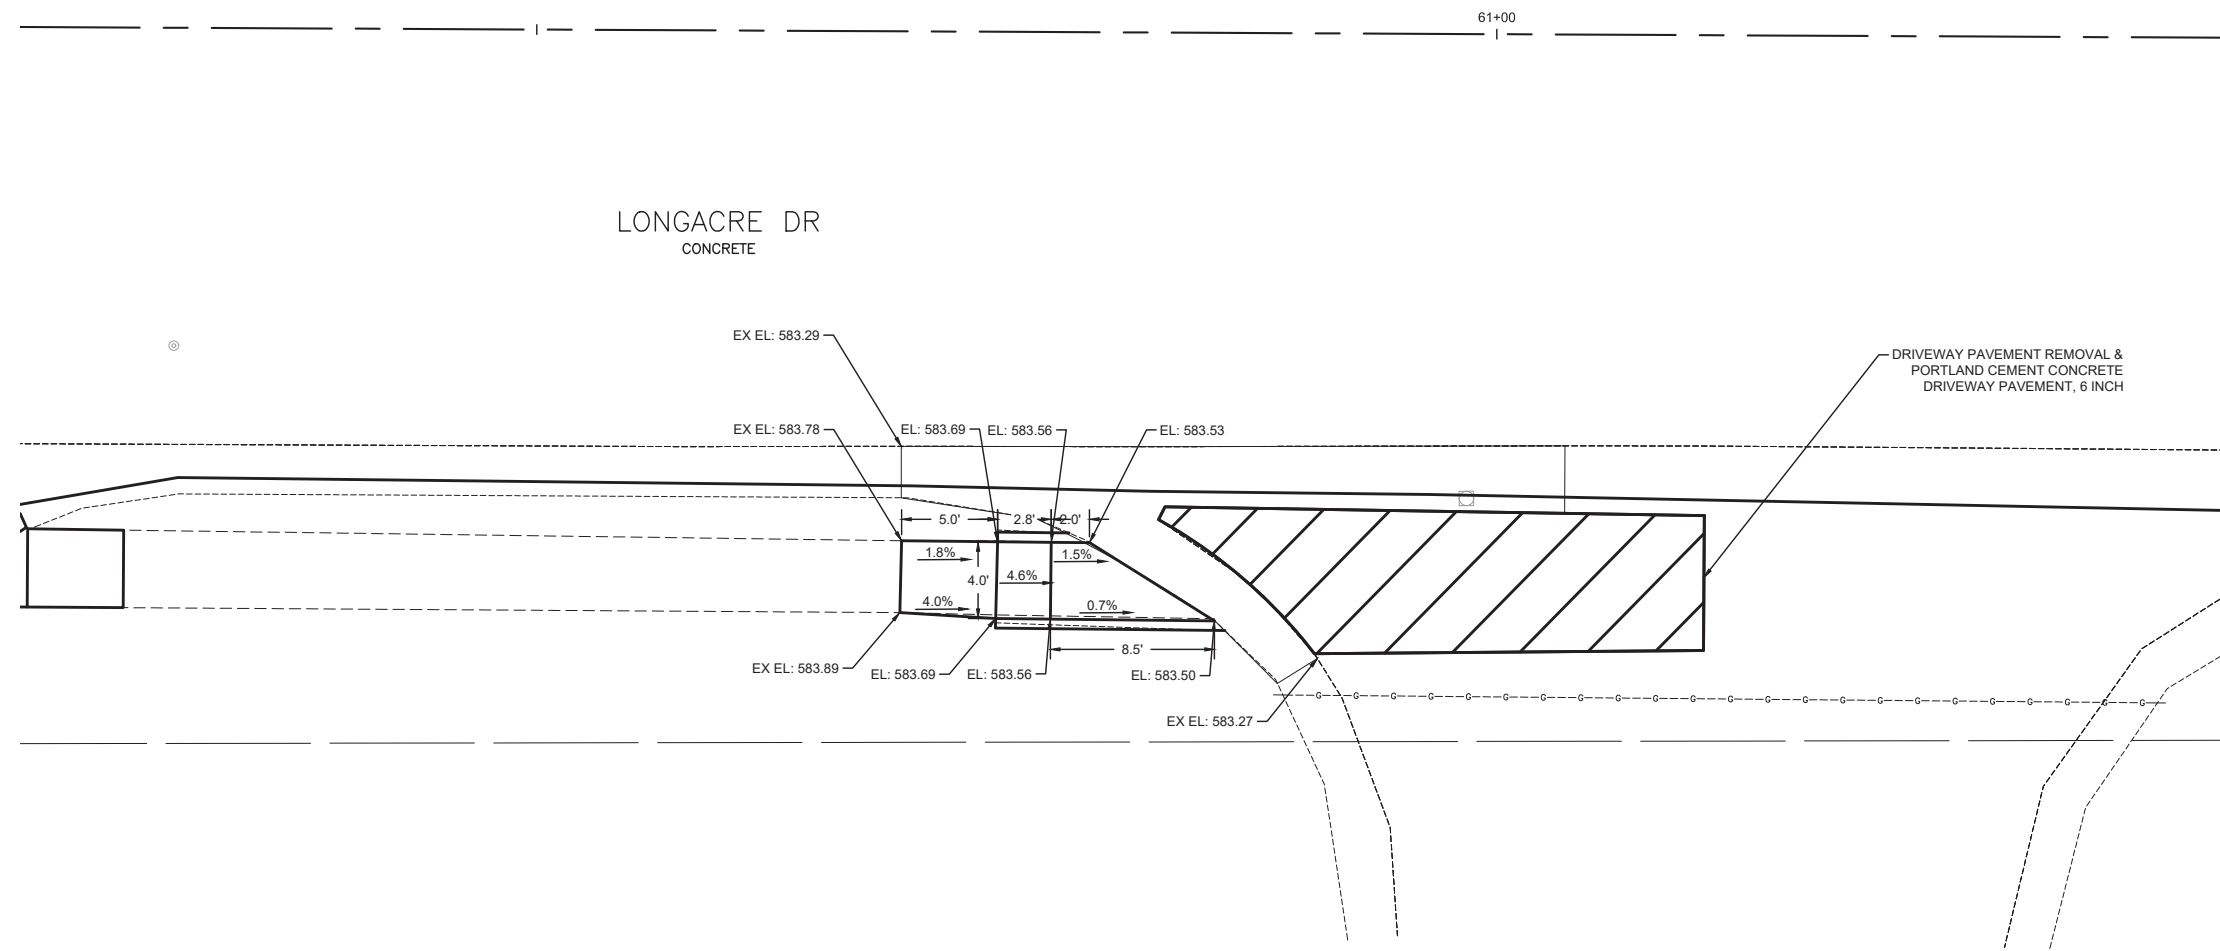 61+00
LONGACRE DR
CONCRETE
EX EL: 583.29
DRIVEWAY PAVEMENT REMOVAL &
PORTLAND CEMENT CONCRETE
DRIVEWAY PAVEMENT, 6 INCH
EX EL: 583.78
EL: 583.69
EL: 583.56
EL: 583.53
5.0'
2.8'
2.0'
1.8%
1.5%
4.0'
4.6%
4.0%
0.7%
8.5'
EX EL: 583.89
EL: 583.69
EL: 583.56
EL: 583.50
G G G G G G G G G G G G G G G G G G G G G G G
EX EL: 583.27